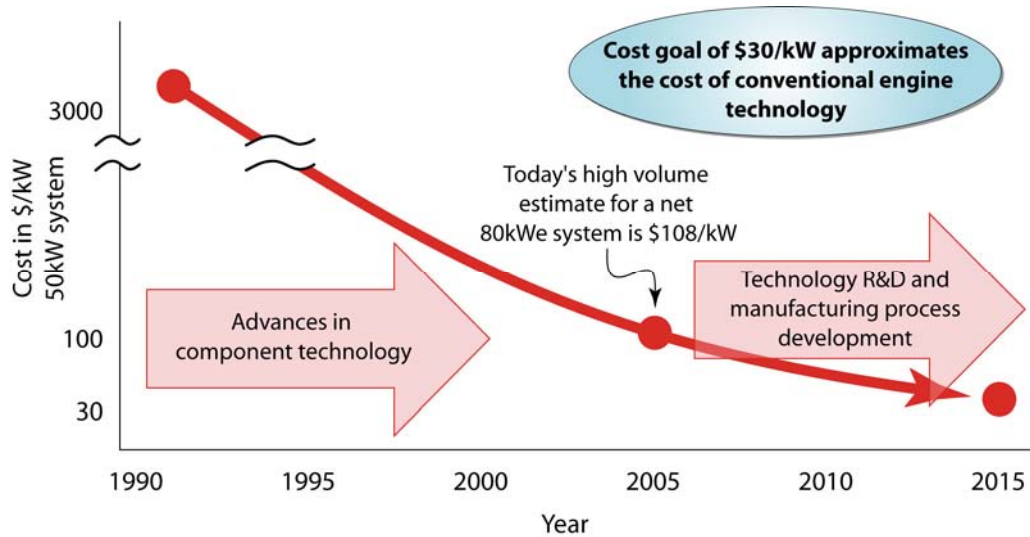 Cost goal of $30/kW approximates
the cost of conventional engine
technology
3000
Cost in $/kW
50kW system
Today's high volume
estimate for a net
80kWe system is $108/kW
Advances in
component technology
Technology R&D and
manufacturing process
development
100
30
1990
1995
2000
2005
2010
2015
Year